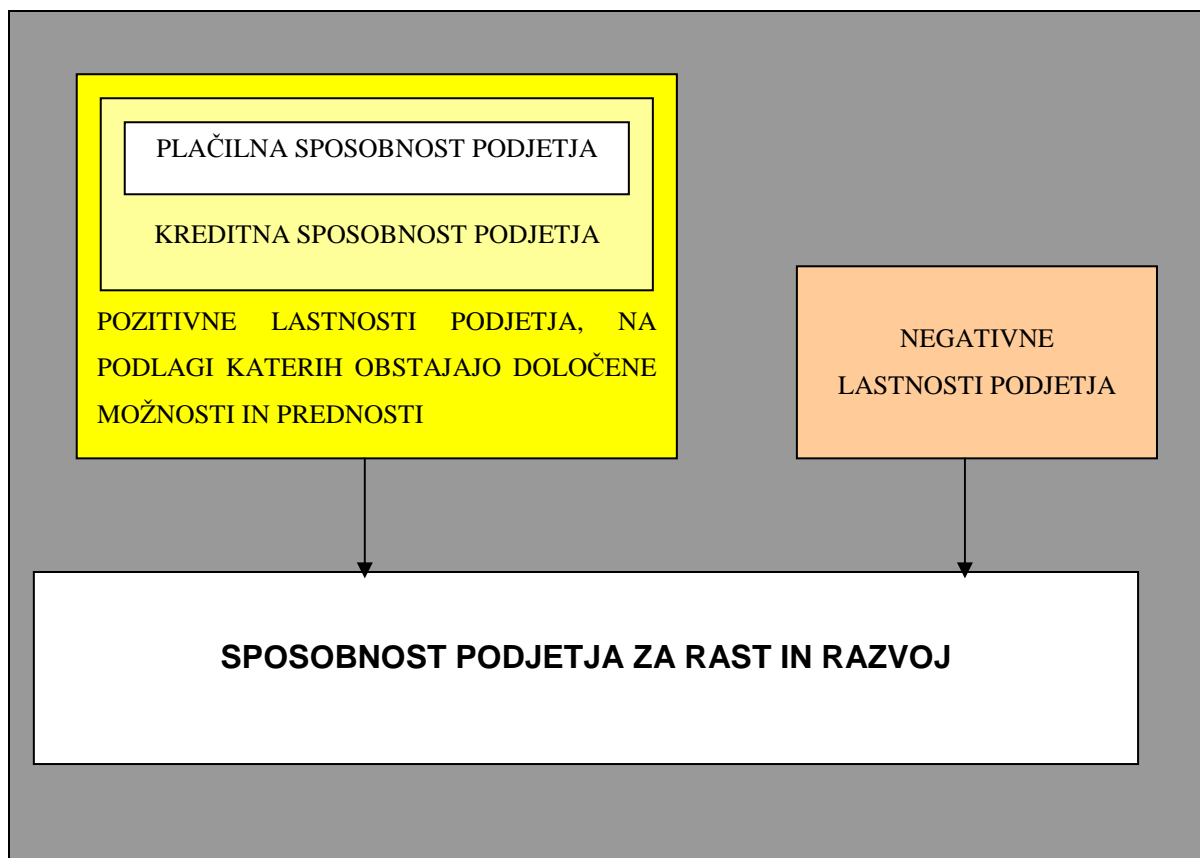 PLAČILNA SPOSOBNOST PODJETJA
KREDITNA SPOSOBNOST PODJETJA
POZITIVNE LASTNOSTI PODJETJA, NA
PODLAGI KATERIH OBSTAJAJO DOLOČENE
MOŽNOSTI IN PREDNOSTI
NEGATIVNE
LASTNOSTI PODJETJA
SPOSOBNOST PODJETJA ZA RAST IN RAZVOJ